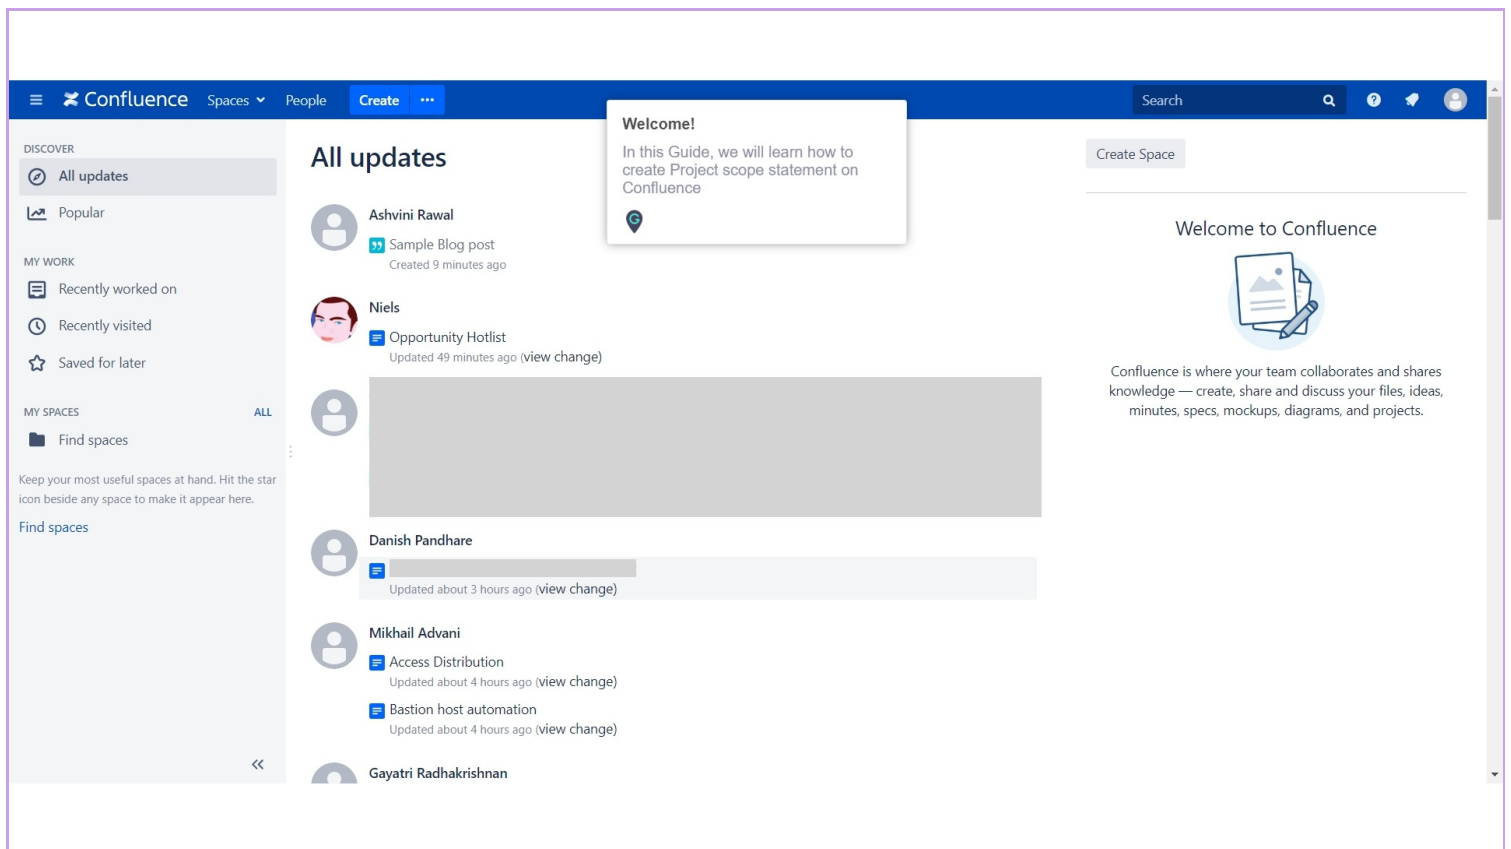 Confluence Spaces People Create ••• Search
Welcome!
In this Guide, we will learn how to
create Project scope statement on
Confluence
G
DISCOVER
All updates
Popular
MY WORK
Recently worked on
Recently visited
Saved for later
MY SPACES ALL
Find spaces
Keep your most useful spaces at hand. Hit the star
icon beside any space to make it appear here.
Find spaces
All updates
Ashvini Rawal
Sample Blog post
Created 9 minutes ago
Niels
Opportunity Hotlist
Updated 49 minutes ago (view change)
Danish Pandhare
Updated about 3 hours ago (view change)
Mikhail Advani
Access Distribution
Updated about 4 hours ago (view change)
Bastion host automation
Updated about 4 hours ago (view change)
Gayatri Radhakrishnan
Create Space
Welcome to Confluence
Confluence is where your team collaborates and shares
knowledge — create, share and discuss your files, ideas,
minutes, specs, mockups, diagrams, and projects.